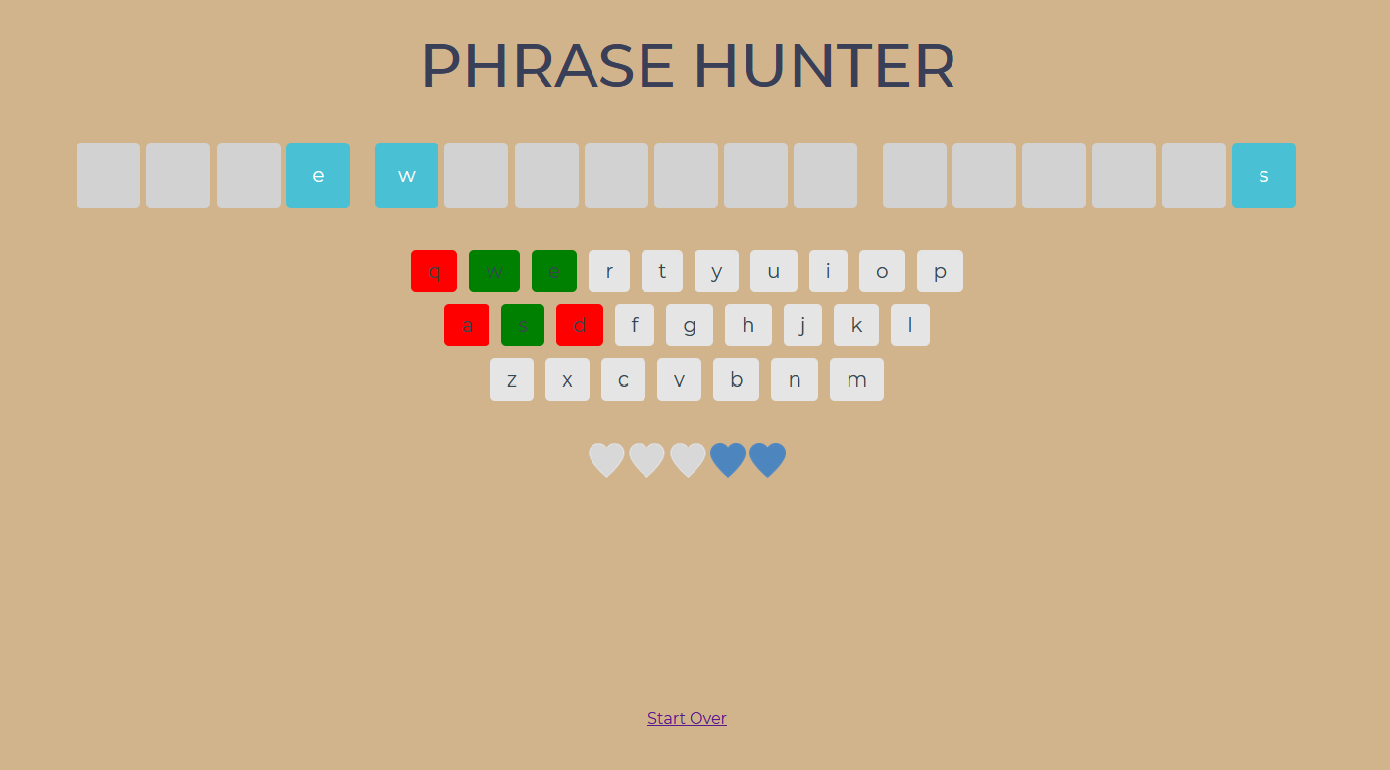 PHRASE HUNTER
e w s
q w e r t y u i o p
a s d f g h j k l
z x c v b n m
Start Over